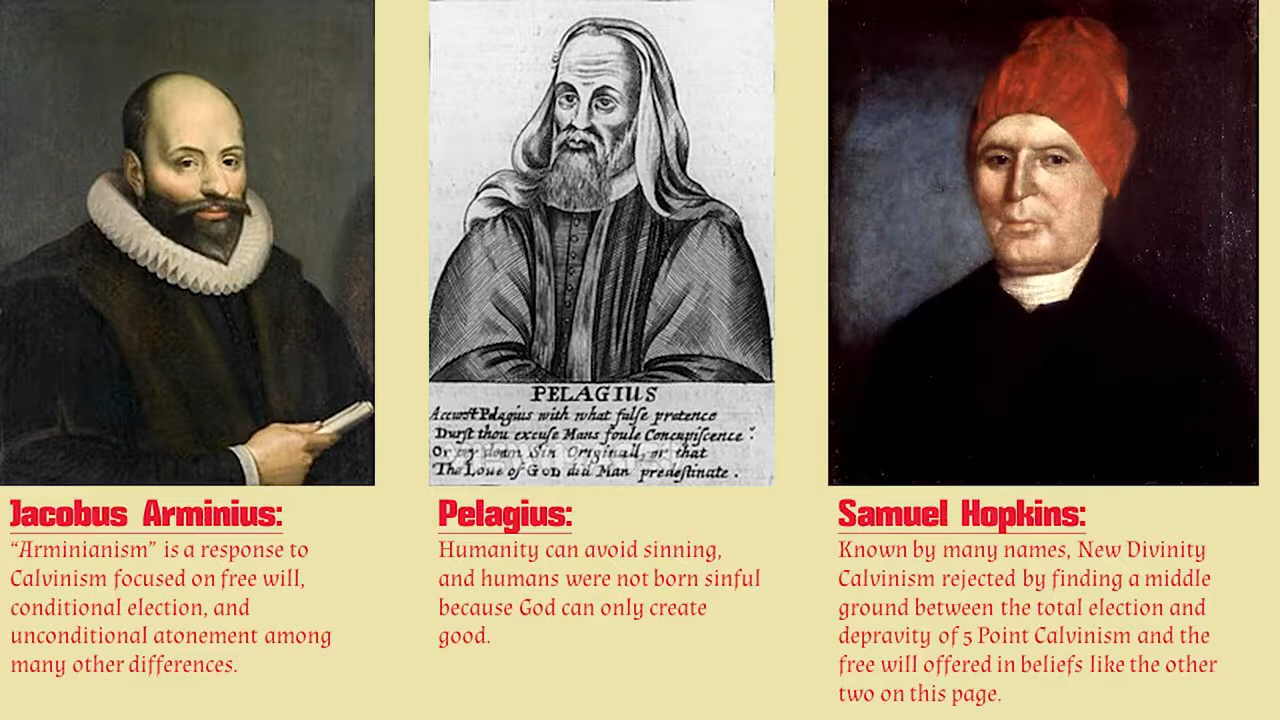 PELAGIUS
Accurst Pelagius with what false pretence
Durst thou excuse Mans foule Concupiscence
Or cry down Sin Originall, or that
The Love of GOD did Man predestinate.
Jacobus Arminius:
“Arminianism” is a response to
Calvinism focused on free will,
conditional election, and
unconditional atonement among
many other differences.
Pelagius:
Humanity can avoid sinning,
and humans were not born sinful
because God can only create
good.
Samuel Hopkins:
Known by many names, New Divinity
Calvinism rejected by finding a middle
ground between the total election and
depravity of 5 Point Calvinism and the
free will offered in beliefs like the other
two on this page.